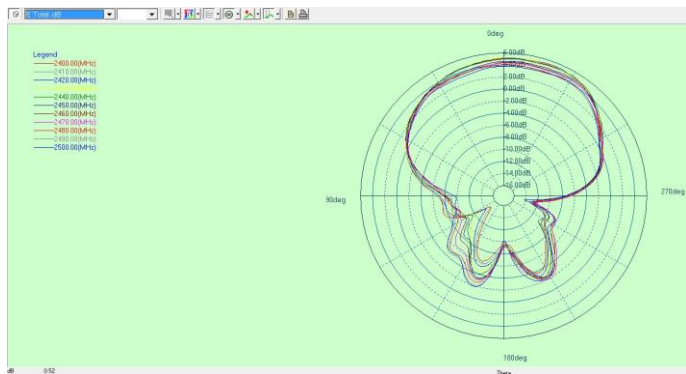 E Total dB
Legend
2400.00(MHz)
2410.00(MHz)
2420.00(MHz)
2440.00(MHz)
2450.00(MHz)
2460.00(MHz)
2470.00(MHz)
2480.00(MHz)
2490.00(MHz)
2500.00(MHz)
0deg
6.00dB
2.00dB
0.00dB
-2.00dB
-4.00dB
-6.00dB
-8.00dB
-10.00dB
-12.00dB
-14.00dB
-16.00dB
90deg
270deg
180deg
dB
0.52
Theta